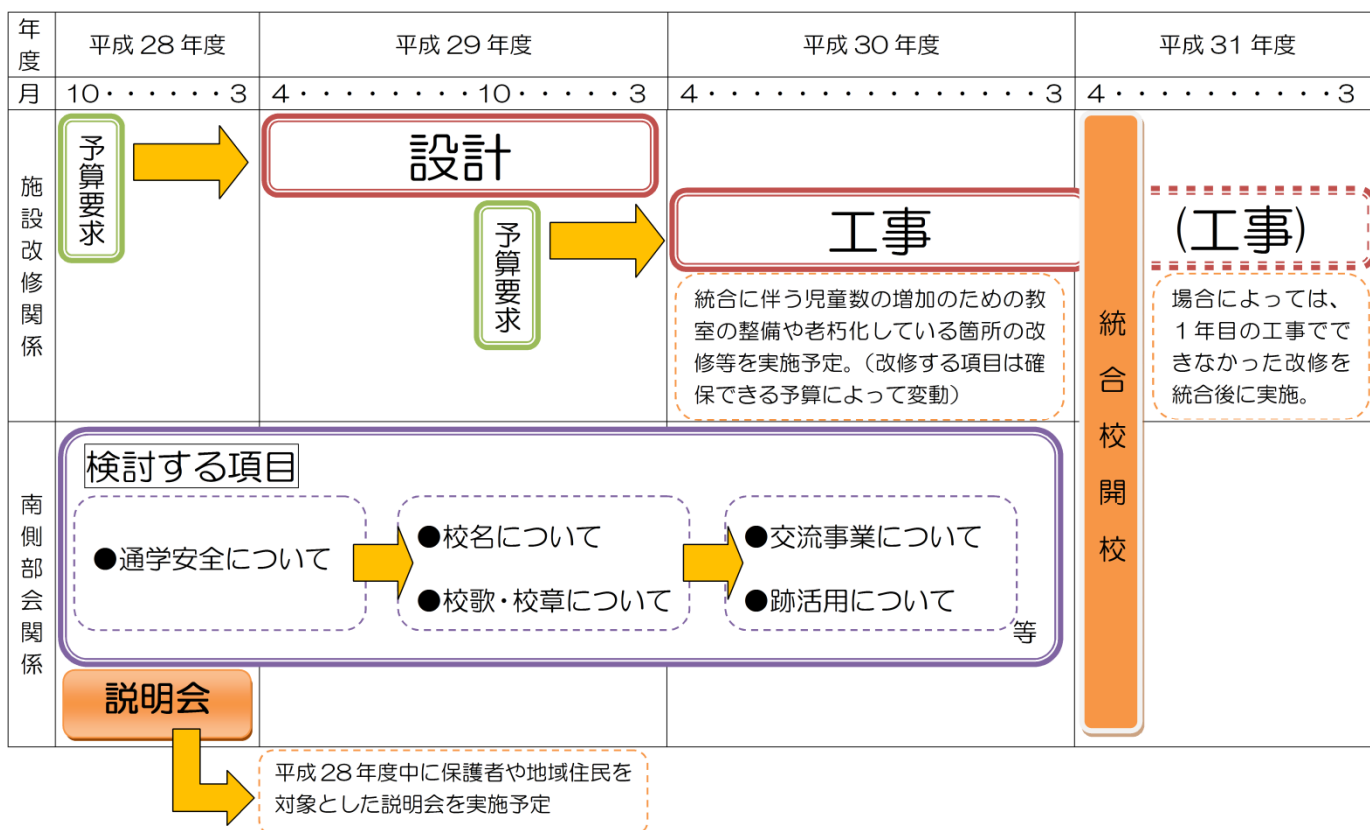 年度
平成28年度
平成29年度
平成30年度
平成31年度
月
10・・・・・・3
4・・・・・・・・・10・・・・・3
4・・・・・・・・・・・・・・・3
4・・・・・・・・・・3
施設改修関係
予算要求
設計
予算要求
工事
(工事)
統合に伴う児童数の増加のための教
室の整備や老朽化している箇所の改
修等を実施予定。(改修する項目は確
保できる予算によって変動)
場合によっては、
1年目の工事でで
きなかった改修を
統合後に実施。
統合校開校
南側部会関係
検討する項目
●通学安全について
●校名について
●校歌・校章について
●交流事業について
●跡活用について
等
説明会
平成28年度中に保護者や地域住民を
対象とした説明会を実施予定